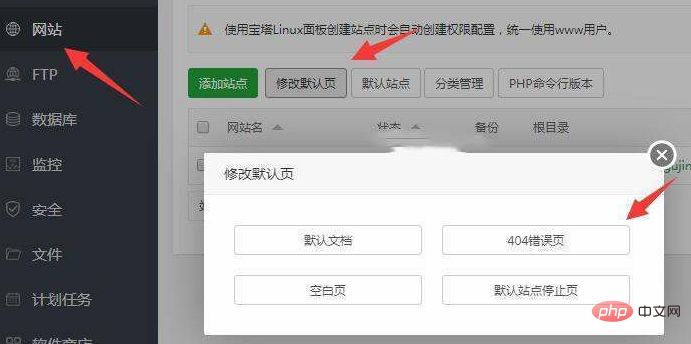 网站
FTP
数据库
监控
安全
文件
计划任务
软件商店
使用宝塔Linux面板创建站点时会自动创建权限配置，统一使用www用户。
添加站点 修改默认页 默认站点 分类管理 PHP命令行版本
网站名 状态 备份 根目录
修改默认页
默认文档 404错误页
空白页 默认站点停止页
php 中文网